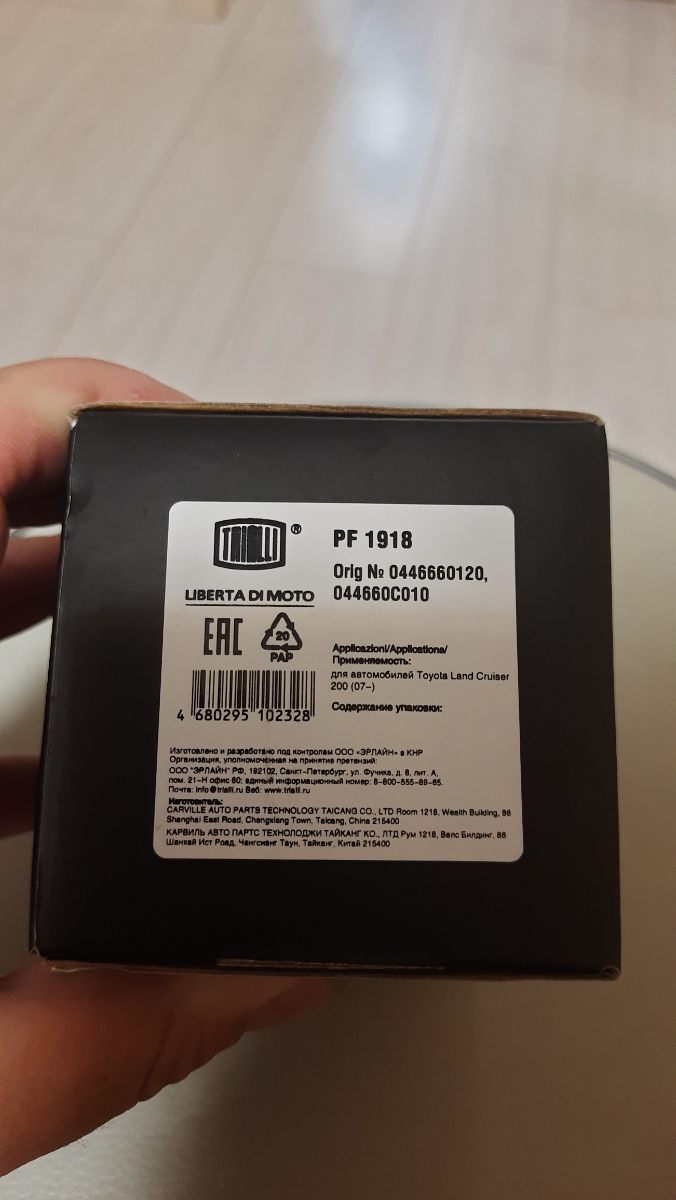 TRIALLI ®
LIBERTA DI MOTO
PF 1918
Orig № 0446660120,
044660C010
EAC
20
PAP
4 680295 102328
Applicazioni/Applications/
Применяемость:
для автомобилей Toyota Land Cruiser
200 (07-)
Содержание упаковки:
Изготовлено и разработано под контролем ООО «ЭРЛАЙН» в КНР
Организация, уполномоченная на принятие претензий:
ООО "ЭРЛАЙН" РФ, 192102, Санкт-Петербург, ул. Фучика, д. 8, лит. А,
пом. 21-Н офис 60; единый информационный номер: 8-800-555-89-65.
Почта: info@trialli.ru Веб: www.trialli.ru
Изготовитель:
CARVILLE AUTO PARTS TECHNOLOGY TAICANG CO., LTD Room 1218, Wealth Building, 86
Shanghai East Road, Chengxiang Town, Taicang, China 215400
КАРВИЛЬ АВТО ПАРТС ТЕХНОЛОДЖИ ТАЙКАНГ КО., ЛТД Рум 1218, Велс Билдинг, 86
Шанхай Ист Роад, Ченгсианг Таун, Тайканг, Китай 215400